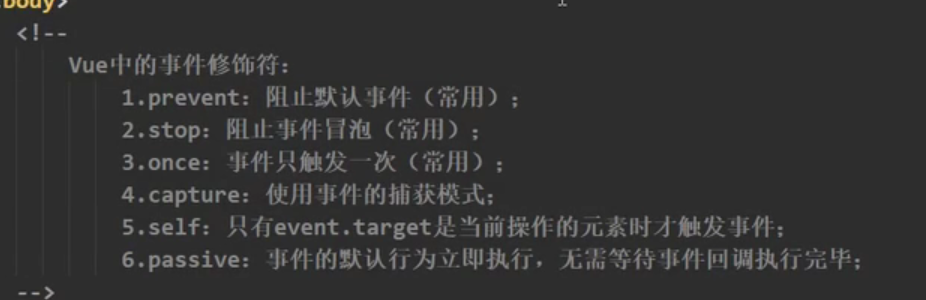 body>
<!--
Vue中的事件修饰符：
1.prevent：阻止默认事件（常用）；
2.stop：阻止事件冒泡（常用）；
3.once：事件只触发一次（常用）；
4.capture：使用事件的捕获模式；
5.self：只有event.target是当前操作的元素时才触发事件；
6.passive：事件的默认行为立即执行，无需等待事件回调执行完毕；
-->